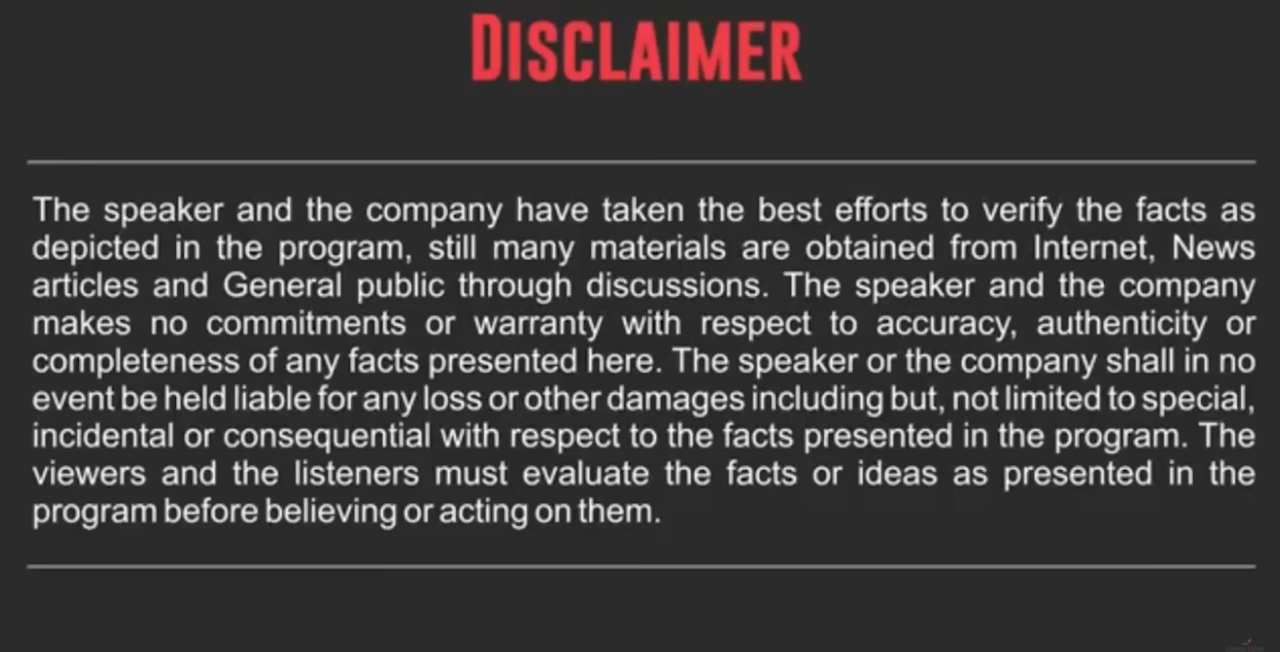 DISCLAIMER
The speaker and the company have taken the best efforts to verify the facts as
depicted in the program, still many materials are obtained from Internet, News
articles and General public through discussions. The speaker and the company
makes no commitments or warranty with respect to accuracy, authenticity or
completeness of any facts presented here. The speaker or the company shall in no
event be held liable for any loss or other damages including but, not limited to special,
incidental or consequential with respect to the facts presented in the program. The
viewers and the listeners must evaluate the facts or ideas as presented in the
program before believing or acting on them.